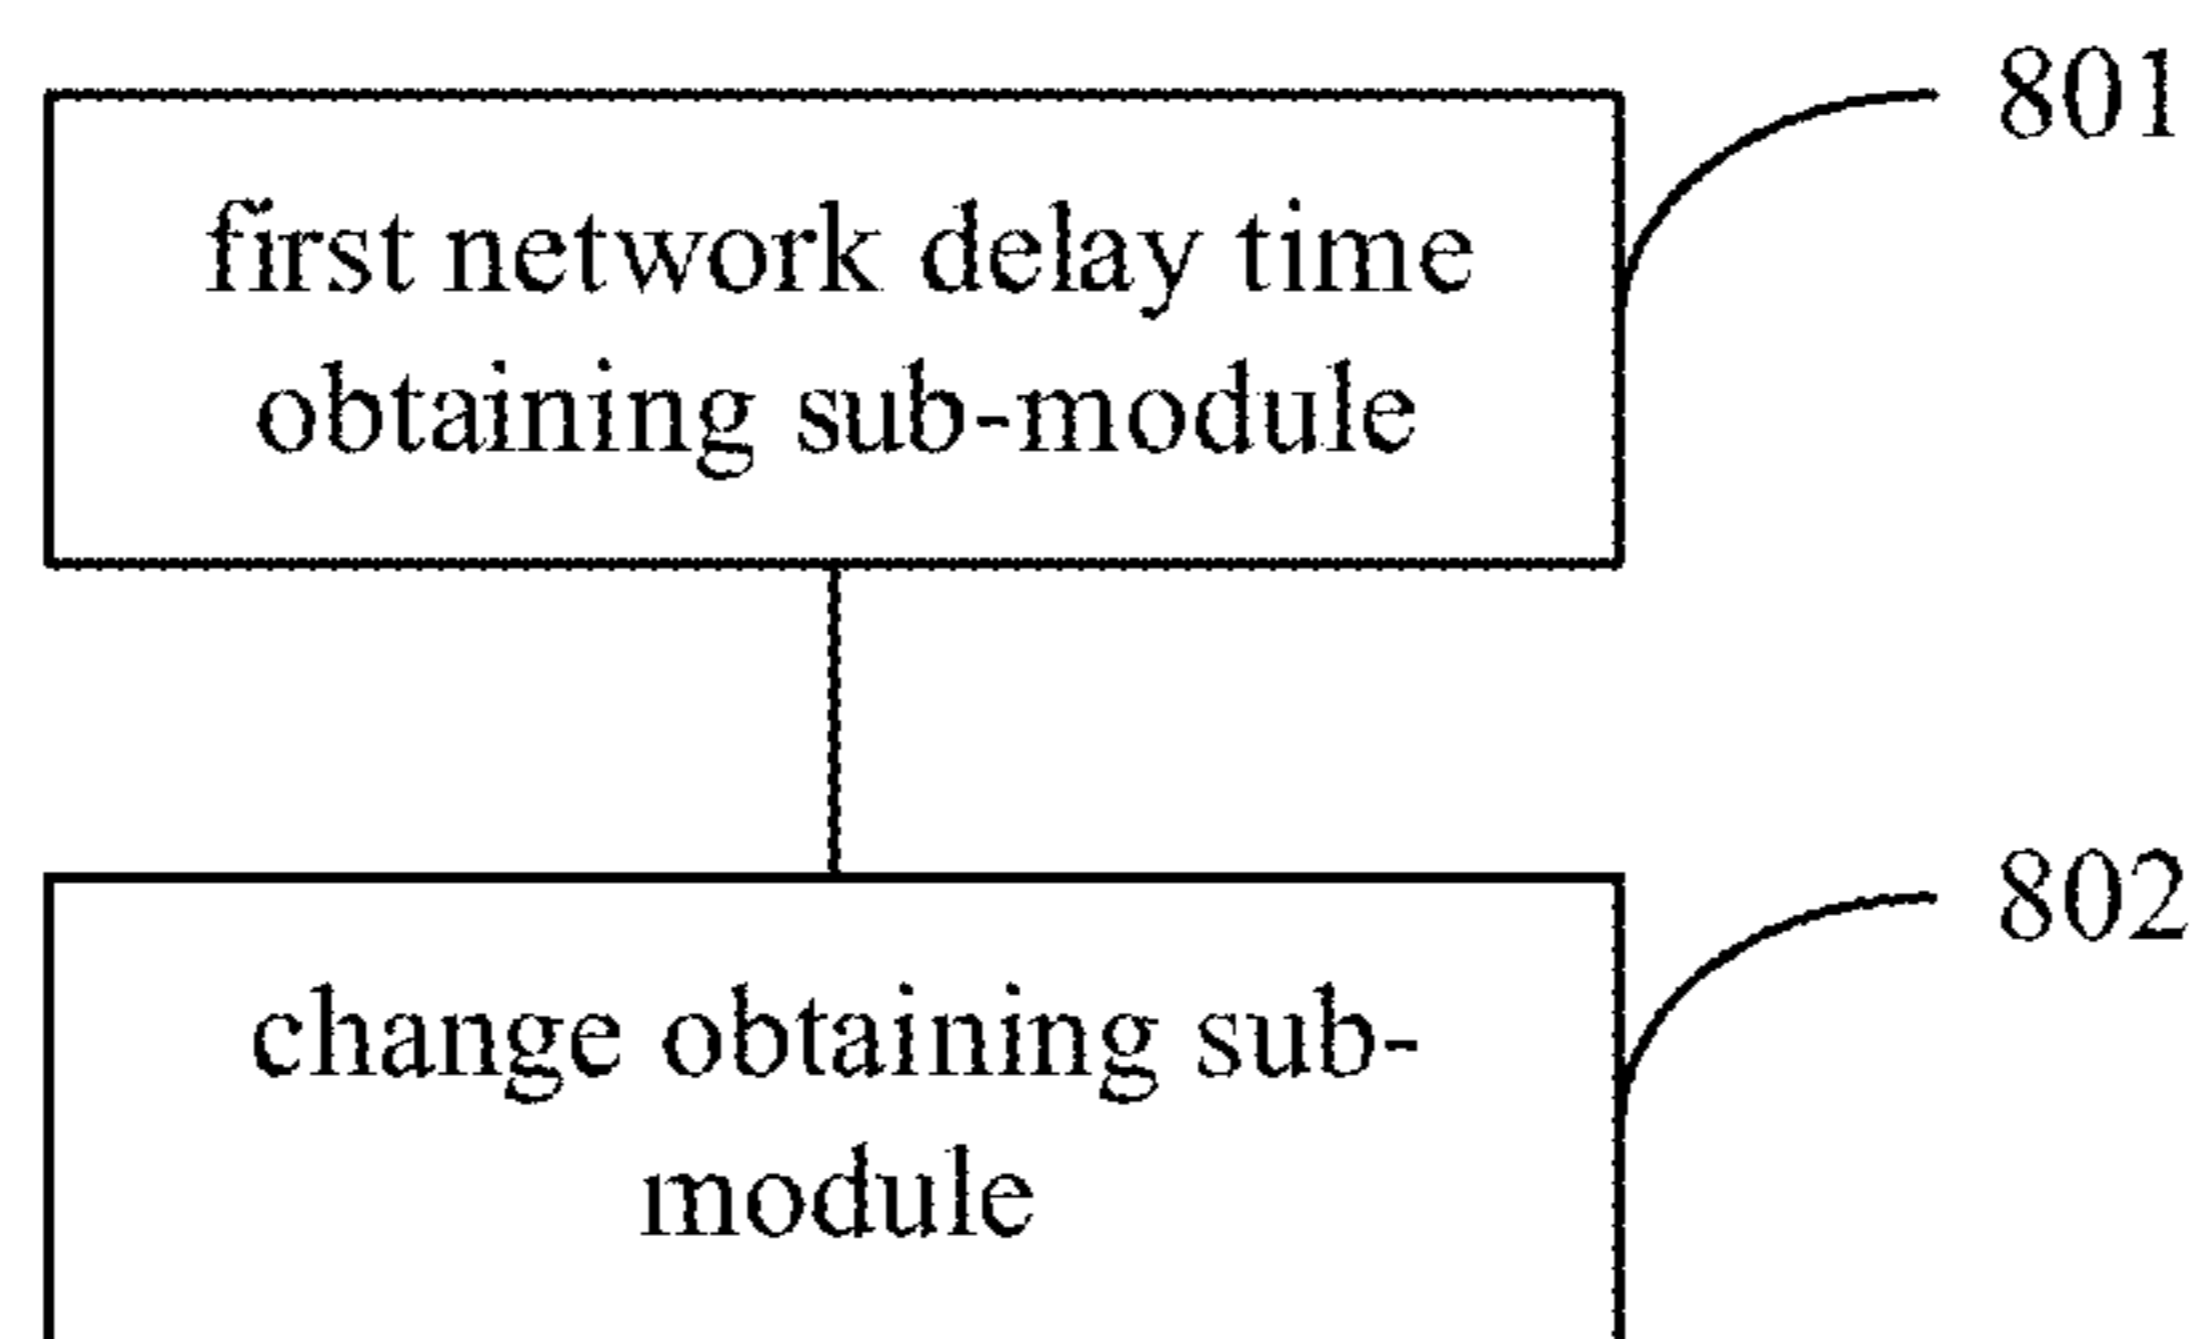 801
first network delay time
obtaining sub-module
802
change obtaining sub-
module